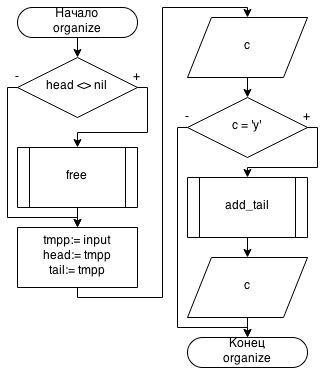 Начало
organize
head <> nil
-
+
free
tmpp:= input
head:= tmpp
tail:= tmpp
c
c = 'y'
-
+
add_tail
c
Конец
organize